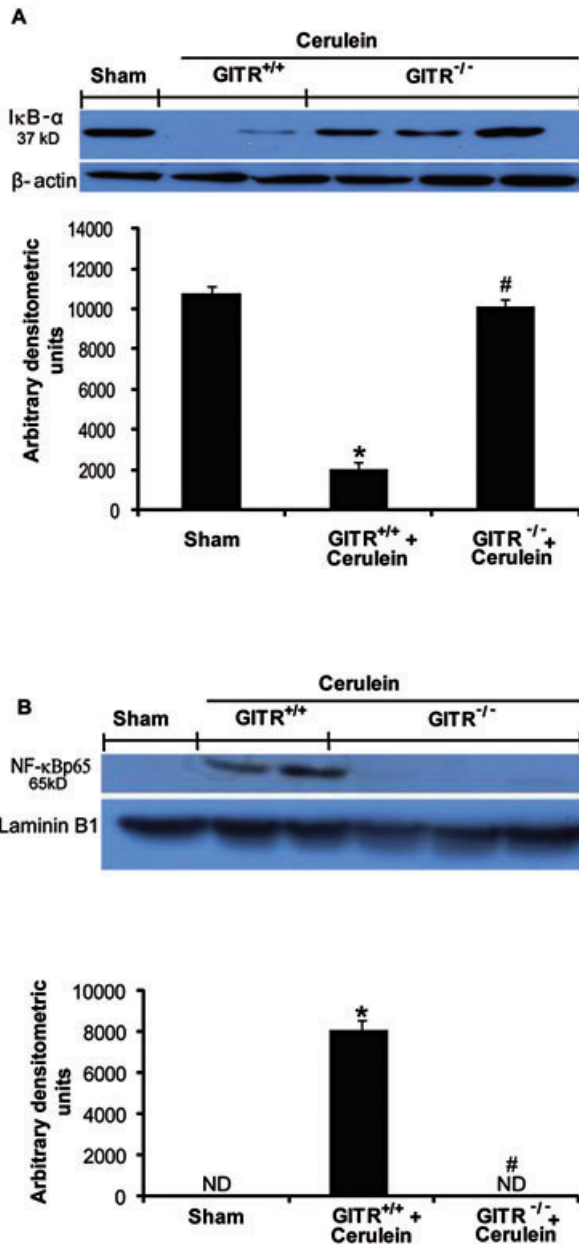 A
Cerulein
Sham GITR+/+ GITR-/-
IκB-α
37 kD
β-actin
14000
12000
10000
8000
6000
4000
2000
0
Arbitrary densitometric
units
*
#
Sham GITR+/+ + GITR-/-+
Cerulein Cerulein
B
Cerulein
Sham GITR+/+ GITR-/-
NF-κBp65
65kD
Laminin B1
10000
8000
6000
4000
2000
0
Arbitrary densitometric
units
*
#
ND ND
Sham GITR+/+ + GITR-/-+
Cerulein Cerulein